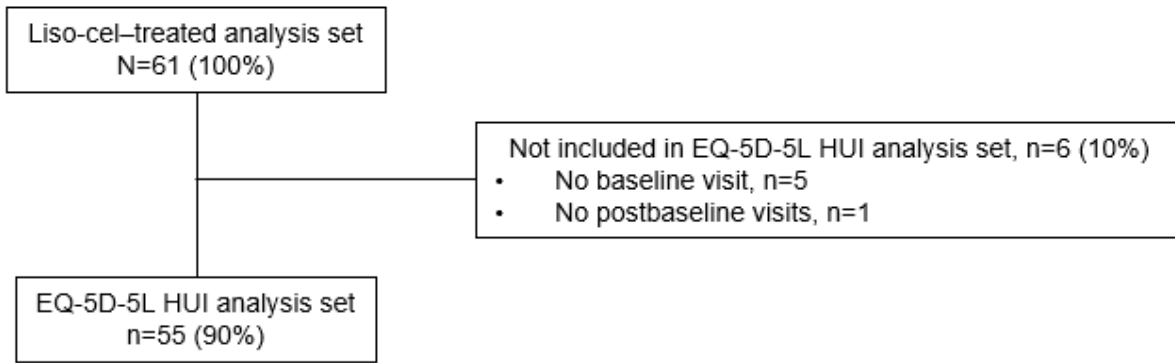 Liso-cel–treated analysis set
N=61 (100%)
Not included in EQ-5D-5L HUI analysis set, n=6 (10%)
• No baseline visit, n=5
• No postbaseline visits, n=1
EQ-5D-5L HUI analysis set
n=55 (90%)